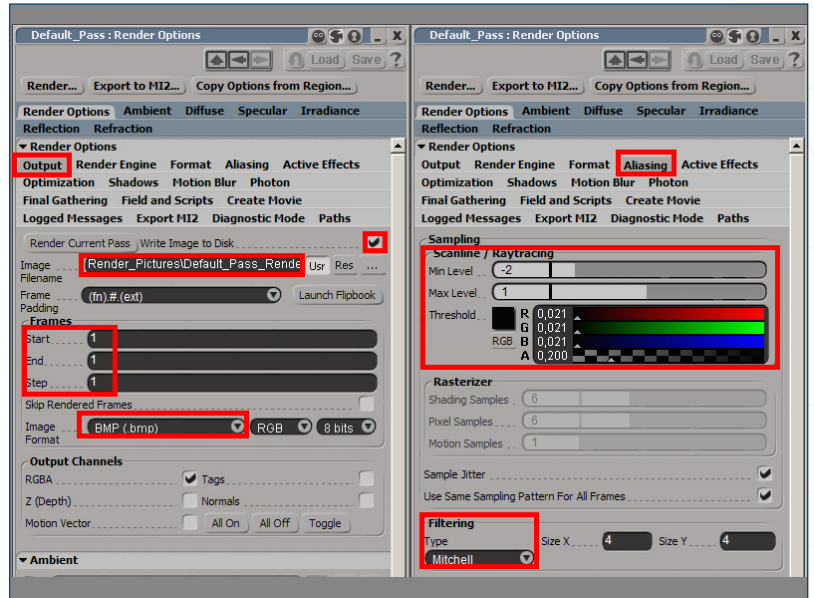 Default_Pass : Render Options
Load Save ?
Render... Export to MI2... Copy Options from Region...
Render Options Ambient Diffuse Specular Irradiance
Reflection Refraction
Render Options
Output Render Engine Format Aliasing Active Effects
Optimization Shadows Motion Blur Photon
Final Gathering Field and Scripts Create Movie
Logged Messages Export MI2 Diagnostic Mode Paths
Render Current Pass Write Image to Disk
Image Filename [Render_Pictures\Default_Pass_Rende Usr Res ...
Frame Padding (fn).#.(ext) Launch Flipbook
Frames
Start 1
End 1
Step 1
Skip Rendered Frames
Image Format BMP (.bmp) RGB 8 bits
Output Channels
RGBA Tags
Z (Depth) Normals
Motion Vector All On All Off Toggle
Ambient
Default_Pass : Render Options
Load Save ?
Render... Export to MI2... Copy Options from Region...
Render Options Ambient Diffuse Specular Irradiance
Reflection Refraction
Render Options
Output Render Engine Format Aliasing Active Effects
Optimization Shadows Motion Blur Photon
Final Gathering Field and Scripts Create Movie
Logged Messages Export MI2 Diagnostic Mode Paths
Sampling
Scanline / Raytracing
Min Level -2
Max Level 1
Threshold R 0,021
G 0,021
RGB B 0,021
A 0,200
Rasterizer
Shading Samples 6
Pixel Samples 6
Motion Samples 1
Sample Jitter
Use Same Sampling Pattern For All Frames
Filtering
Type Size X 4 Size Y 4
Mitchell